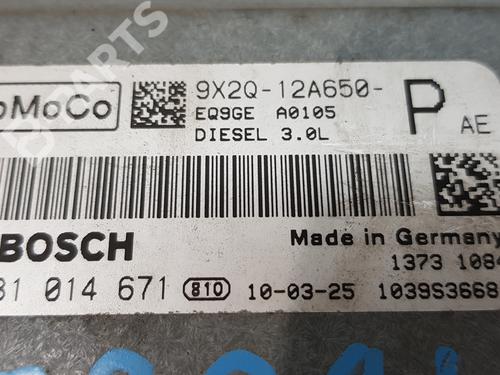 PARTS
oMoCo
9X2Q-12A650-
P AE
EQ9GE A0105
DIESEL 3.0L
BOSCH
Made in Germany
1373 1084
81 014 671 810 10-03-25 1039S3668